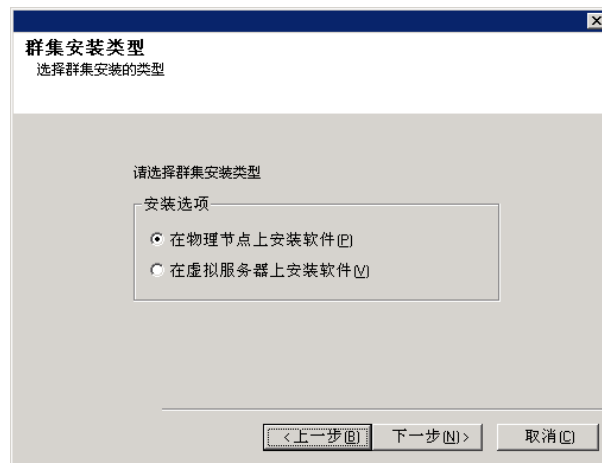 群集安装类型
选择群集安装的类型
请选择群集安装类型
安装选项
在物理节点上安装软件(P)
在虚拟服务器上安装软件(V)
<上一步(B)
下一步(N)>
取消(C)